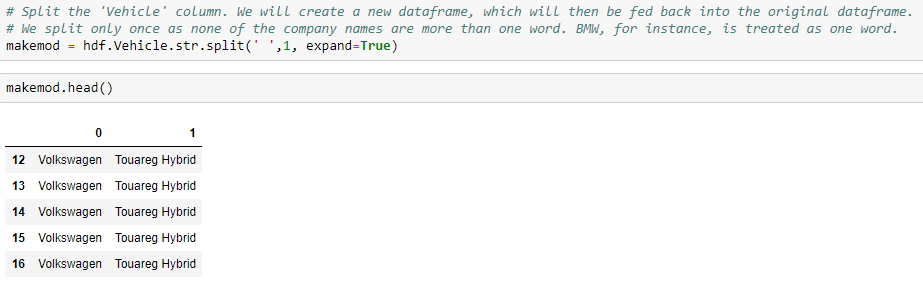 # Split the 'Vehicle' column. We will create a new dataframe, which will then be fed back into the original dataframe.
# We split only once as none of the company names are more than one word. BMW, for instance, is treated as one word.
makemod = hdf.Vehicle.str.split(' ',1, expand=True)
makemod.head()
0 1
12 Volkswagen Touareg Hybrid
13 Volkswagen Touareg Hybrid
14 Volkswagen Touareg Hybrid
15 Volkswagen Touareg Hybrid
16 Volkswagen Touareg Hybrid